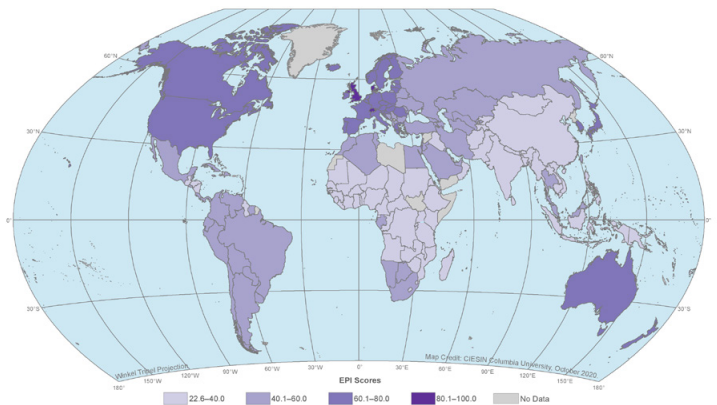 60°N
60°N
30°N
30°N
0°
0°
30°S
30°S
Winkel Tripel Projection
Map Credit: CIESIN Columbia University, October 2020
180° 150°W 120°W 90°W 60°W 30°W 0° 30°E 60°E 90°E 120°E 150°E 180°
EPI Scores
22.6–40.0 40.1–60.0 60.1–80.0 80.1–100.0 No Data